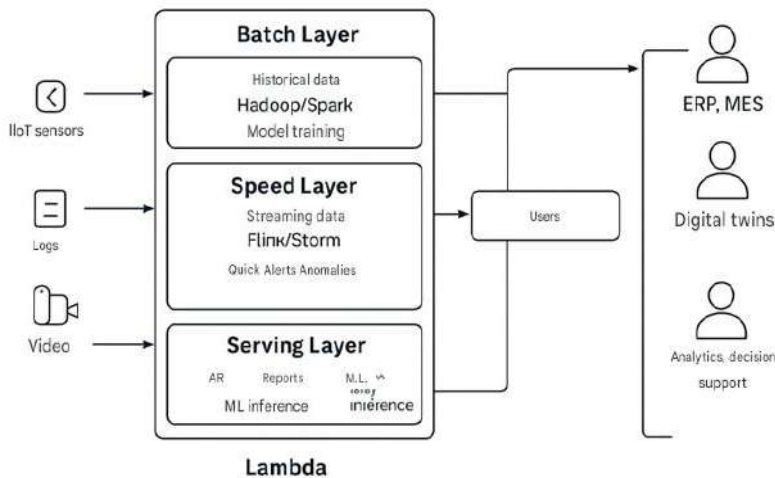 Batch Layer
Historical data
Hadoop/Spark
Model training
IIoT sensors
Speed Layer
Streaming data
Flink/Storm
Quick Alerts Anomalies
Logs
Video
Serving Layer
AR Reports M.L.
ML inference inference
Lambda
Users
ERP, MES
Digital twins
Analytics, decision
support